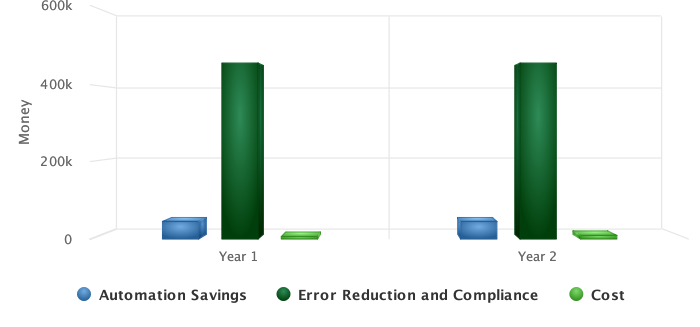 600k
400k
Money
200k
0
Year 1 Year 2
Automation Savings Error Reduction and Compliance Cost